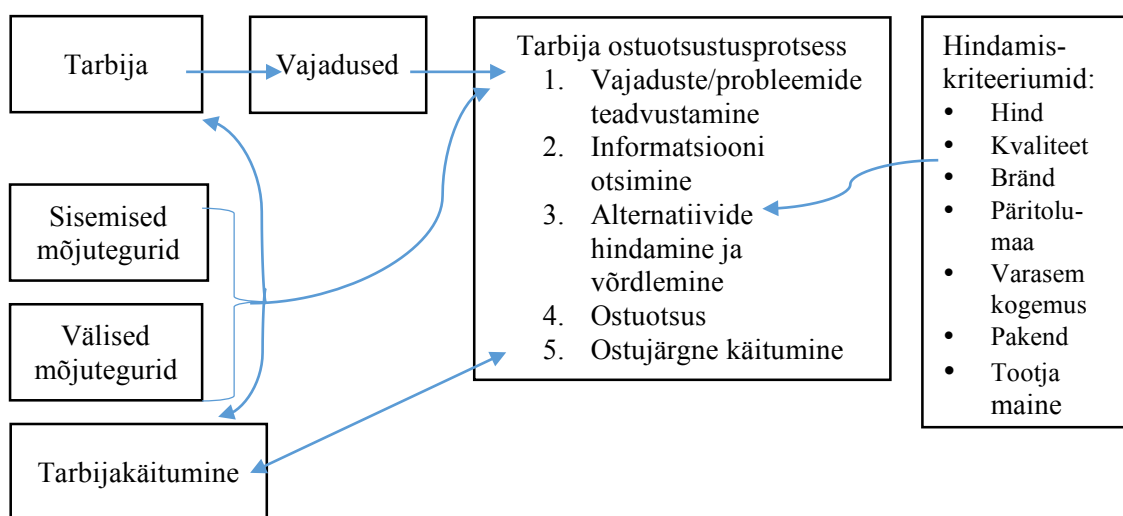 Tarbija
Vajadused
Sisemised
mõjutegurid
Välised
mõjutegurid
Tarbijakäitumine
Tarbija ostuotsustusprotsess
1. Vajaduste/probleemide
teadvustamine
2. Informatsiooni
otsimine
3. Alternatiivide
hindamine ja
võrdlemine
4. Ostuotsus
5. Ostujärgne käitumine
Hindamis-
kriteeriumid:
• Hind
• Kvaliteet
• Bränd
• Päritolu-
maa
• Varasem
kogemus
• Pakend
• Tootja
maine